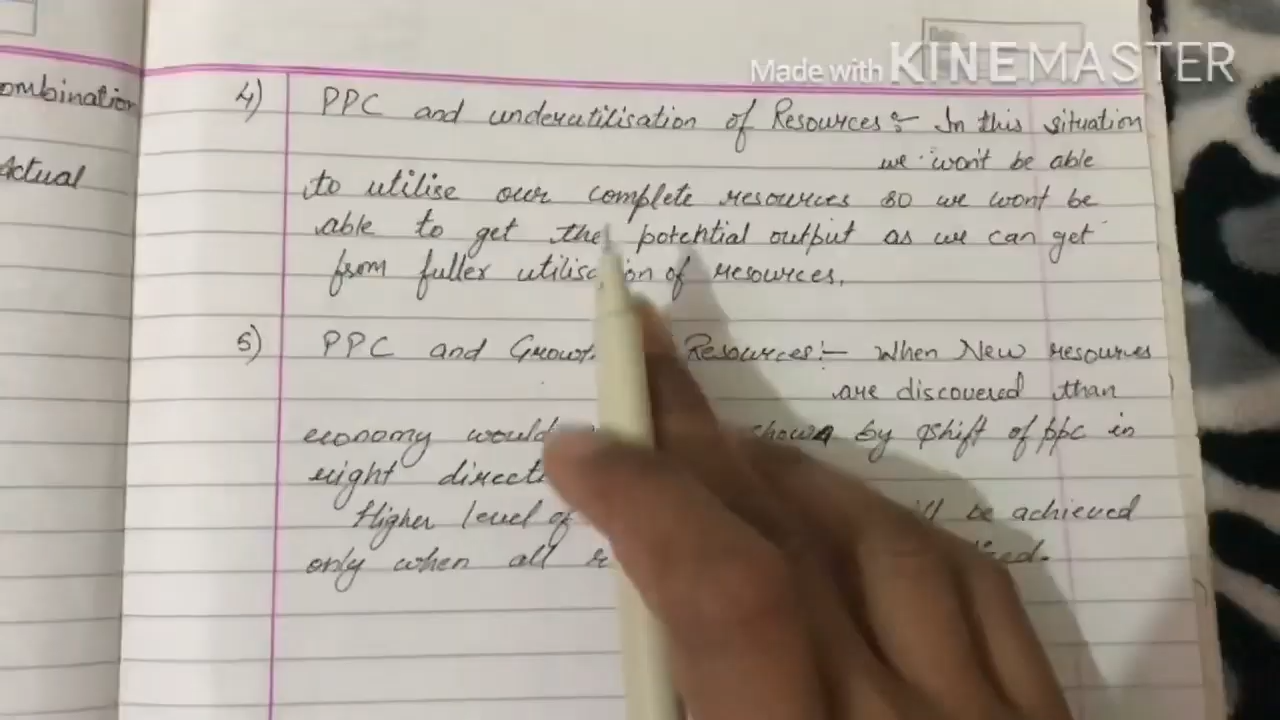 Made with KINEMASTER
ombination
Actual
4) PPC and underutilisation of Resources :- In this situation
we won't be able
to utilise our complete resources so we wont be
able to get the potential output as we can get
from fuller utilisa on of resources.
5) PPC and Growt Resources :- When New resources
are discovered than
economy would shown by shift of ppc in
right direct
Higher level of be achieved
only when all